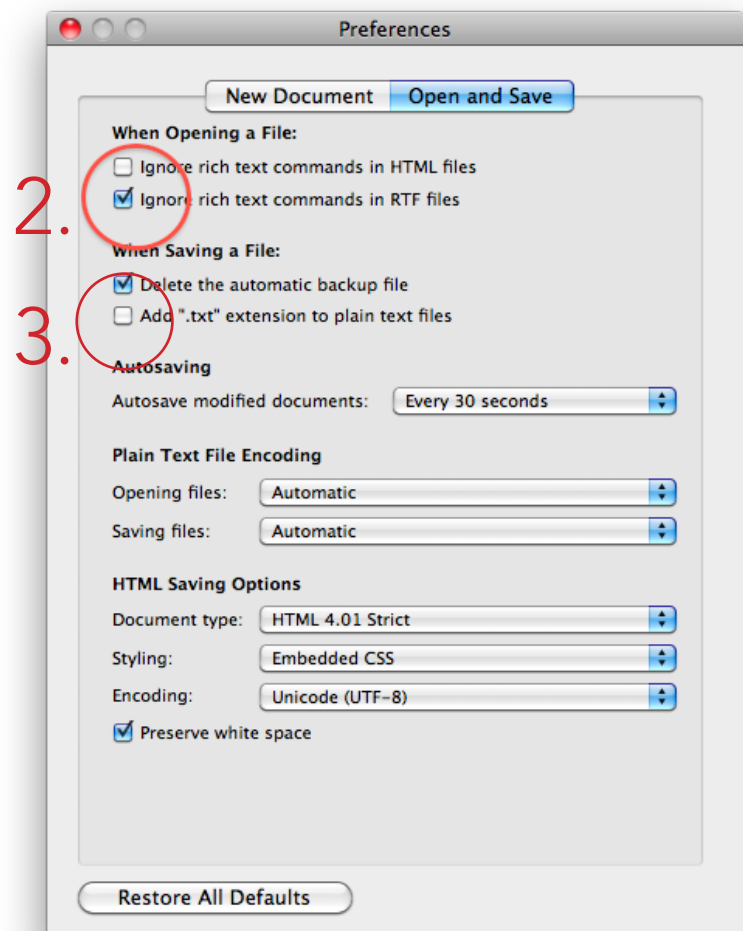 Preferences
New Document Open and Save
When Opening a File:
Ignore rich text commands in HTML files
2.
Ignore rich text commands in RTF files
When Saving a File:
Delete the automatic backup file
3.
Add ".txt" extension to plain text files
Autosaving
Autosave modified documents: Every 30 seconds
Plain Text File Encoding
Opening files: Automatic
Saving files: Automatic
HTML Saving Options
Document type: HTML 4.01 Strict
Styling: Embedded CSS
Encoding: Unicode (UTF-8)
Preserve white space
Restore All Defaults